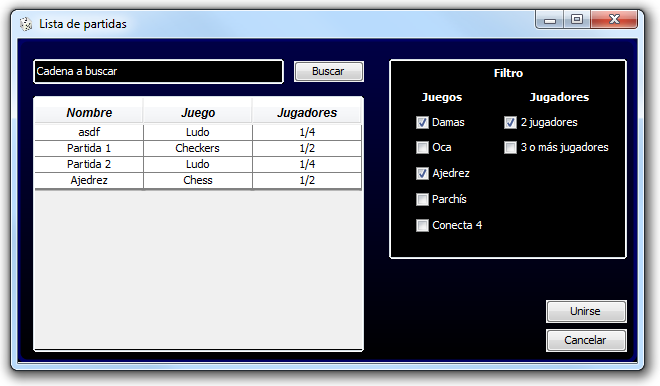 Lista de partidas
Cadena a buscar
Buscar
Nombre Juego Jugadores
asdf Ludo 1/4
Partida 1 Checkers 1/2
Partida 2 Ludo 1/4
Ajedrez Chess 1/2
Filtro
Juegos Jugadores
Damas 2 jugadores
Oca 3 o más jugadores
Ajedrez
Parchís
Conecta 4
Unirse
Cancelar